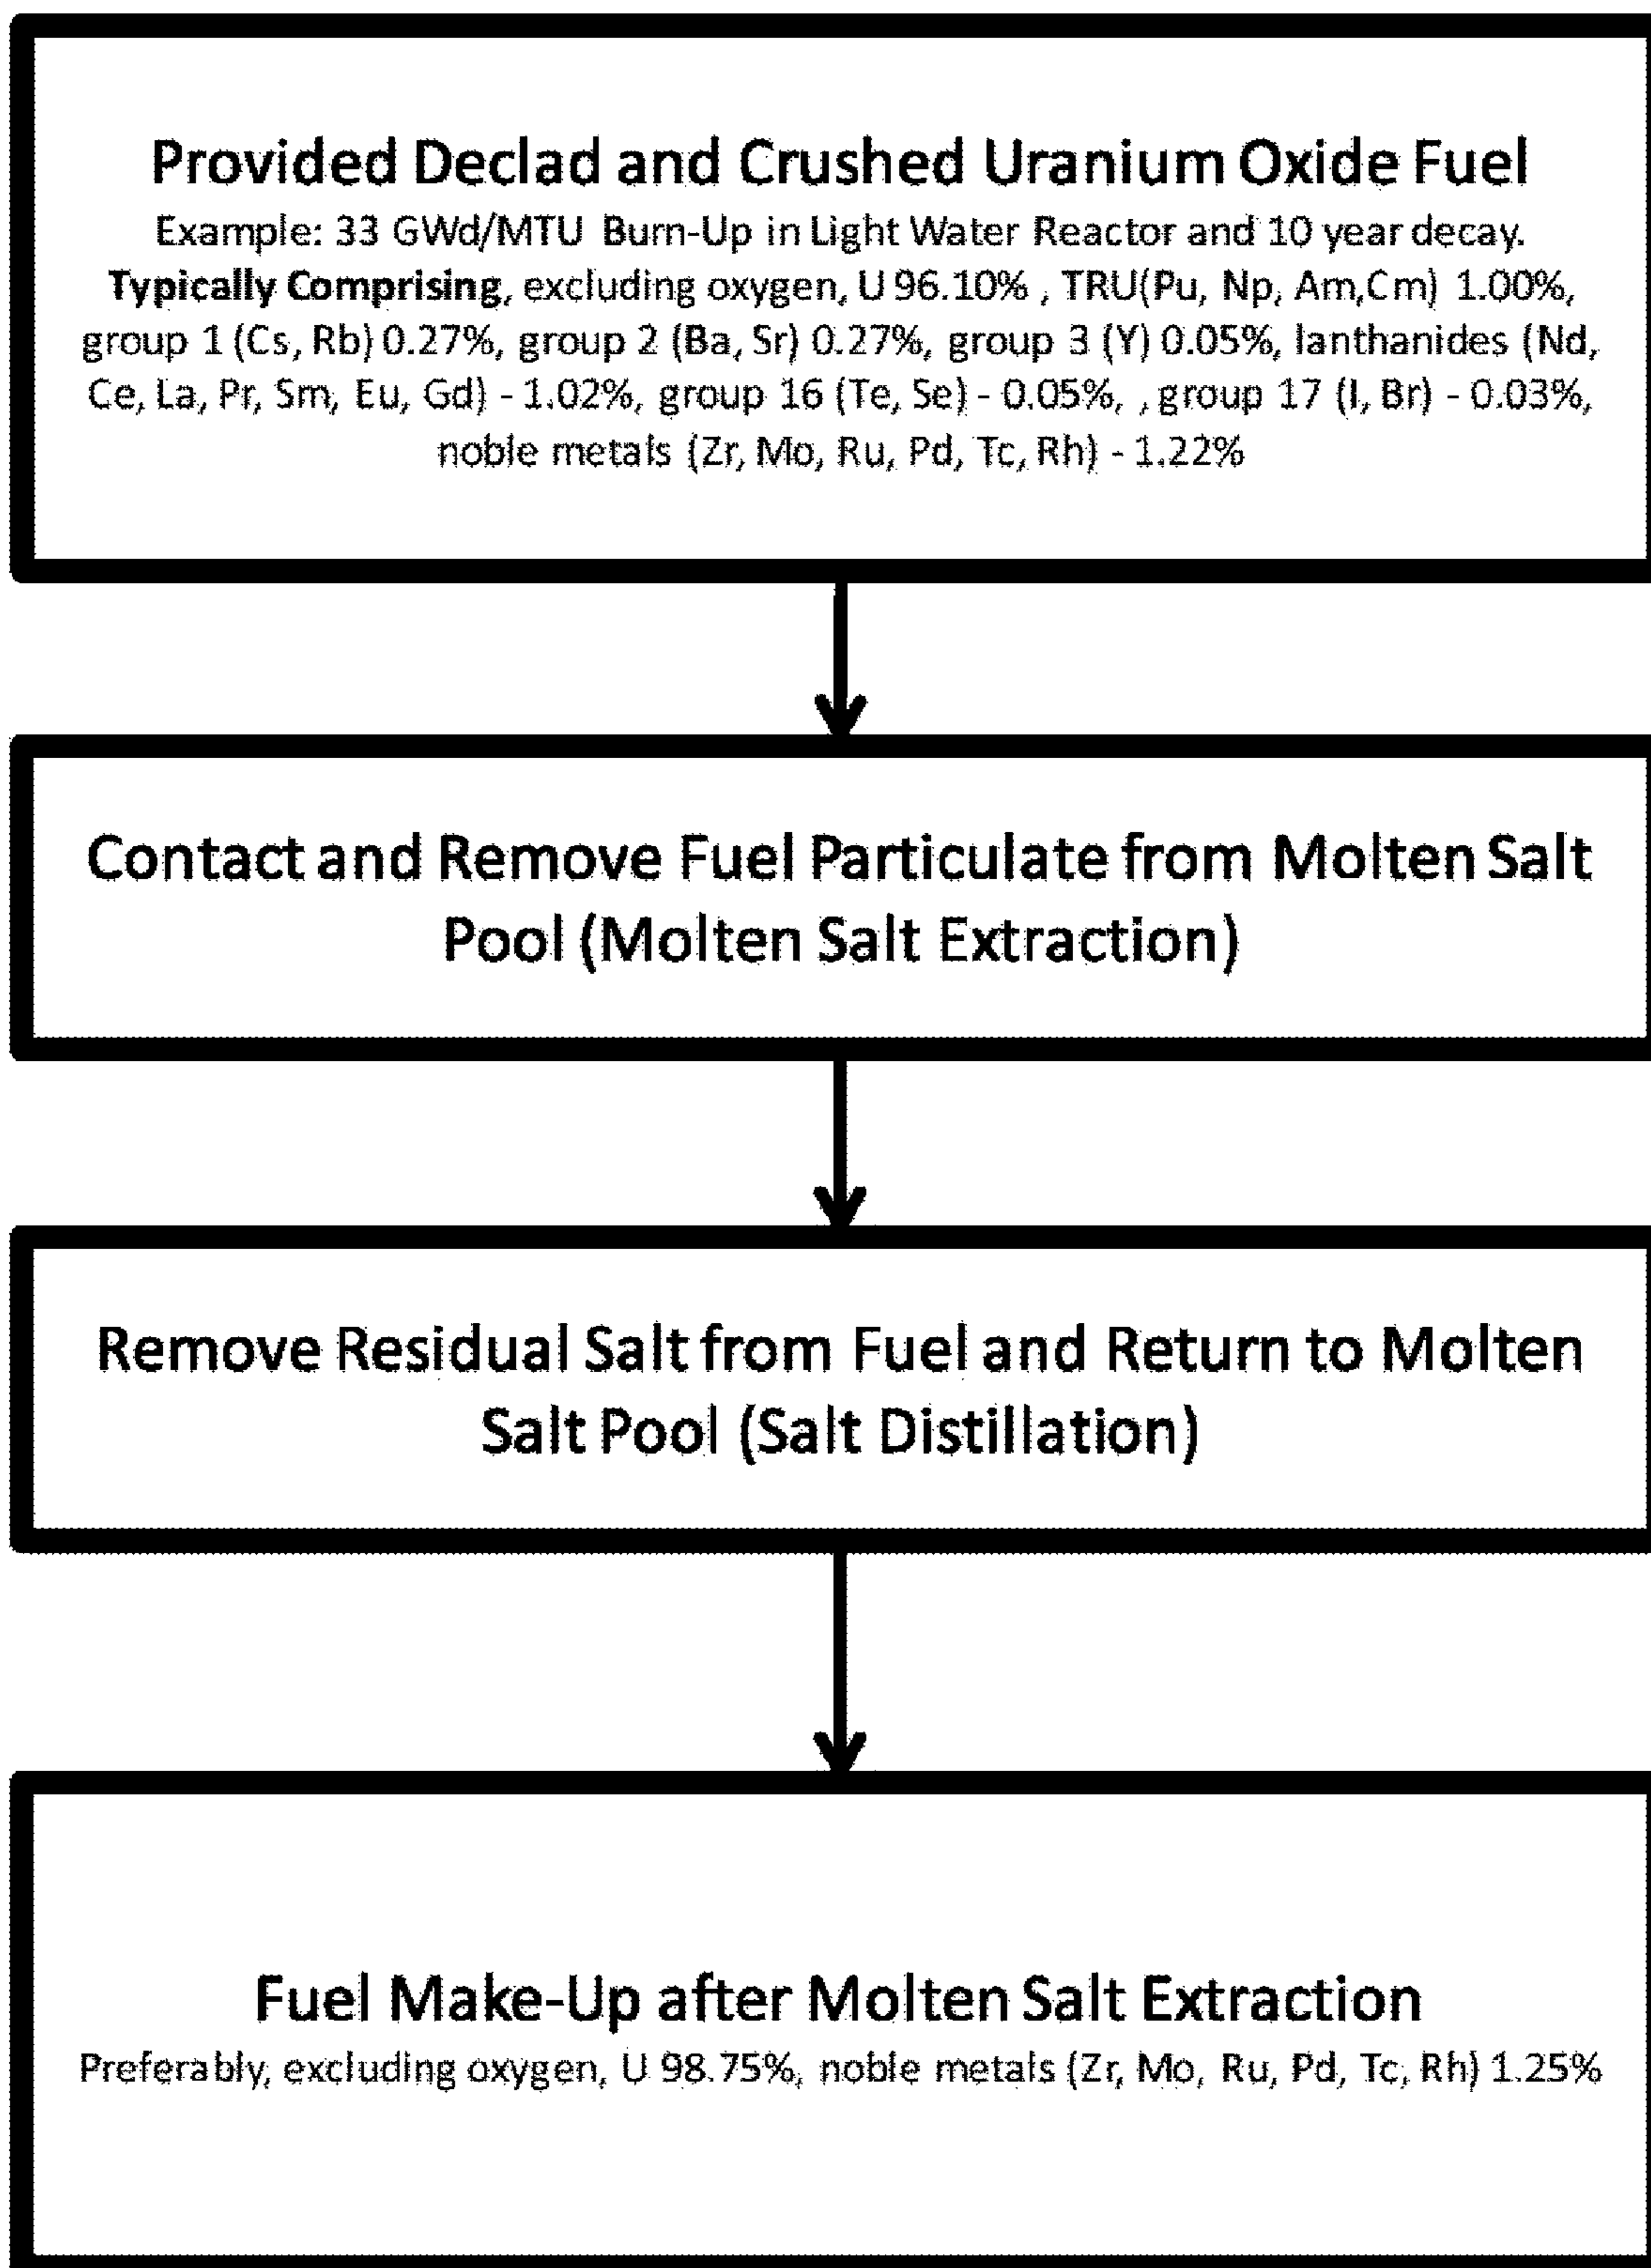 Provided Declad and Crushed Uranium Oxide Fuel
Example: 33 GWd/MTU Burn-Up in Light Water Reactor and 10 year decay.
Typically Comprising, excluding oxygen, U 96.10% , TRU(Pu, Np, Am,Cm) 1.00%,
group 1 (Cs, Rb) 0.27%, group 2 (Ba, Sr) 0.27%, group 3 (Y) 0.05%, lanthanides (Nd,
Ce, La, Pr, Sm, Eu, Gd) - 1.02%, group 16 (Te, Se) - 0.05%, , group 17 (I, Br) - 0.03%,
noble metals (Zr, Mo, Ru, Pd, Tc, Rh) - 1.22%
Contact and Remove Fuel Particulate from Molten Salt
Pool (Molten Salt Extraction)
Remove Residual Salt from Fuel and Return to Molten
Salt Pool (Salt Distillation)
Fuel Make-Up after Molten Salt Extraction
Preferably, excluding oxygen, U 98.75%, noble metals (Zr, Mo, Ru, Pd, Tc, Rh) 1.25%